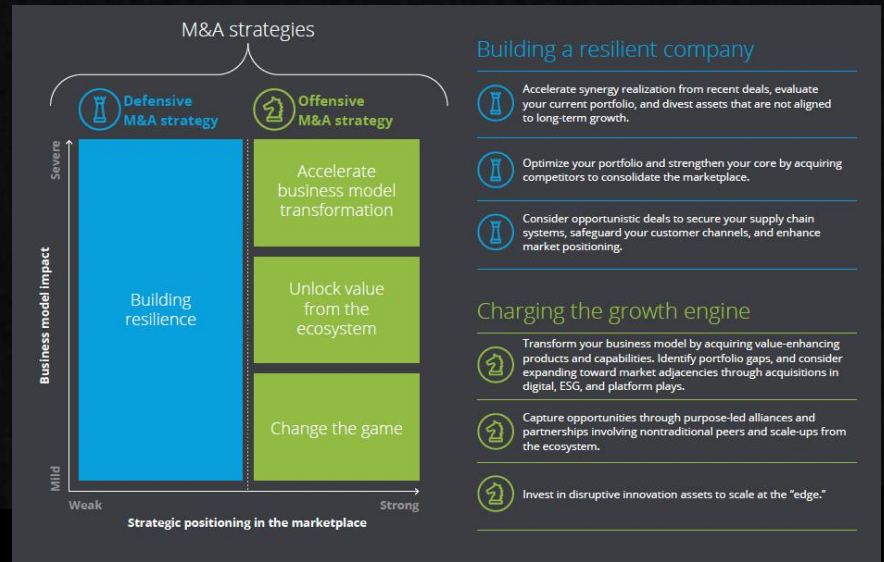 M&A strategies
Defensive
M&A strategy
Offensive
M&A strategy
Severe
Business model impact
Mild
Building
resilience
Accelerate
business model
transformation
Unlock value
from the
ecosystem
Change the game
Weak
Strong
Strategic positioning in the marketplace
Building a resilient company
Accelerate synergy realization from recent deals, evaluate
your current portfolio, and divest assets that are not aligned
to long-term growth.
Optimize your portfolio and strengthen your core by acquiring
competitors to consolidate the marketplace.
Consider opportunistic deals to secure your supply chain
systems, safeguard your customer channels, and enhance
market positioning.
Charging the growth engine
Transform your business model by acquiring value-enhancing
products and capabilities. Identify portfolio gaps, and consider
expanding toward market adjacencies through acquisitions in
digital, ESG, and platform plays.
Capture opportunities through purpose-led alliances and
partnerships involving nontraditional peers and scale-ups from
the ecosystem.
Invest in disruptive innovation assets to scale at the “edge.”